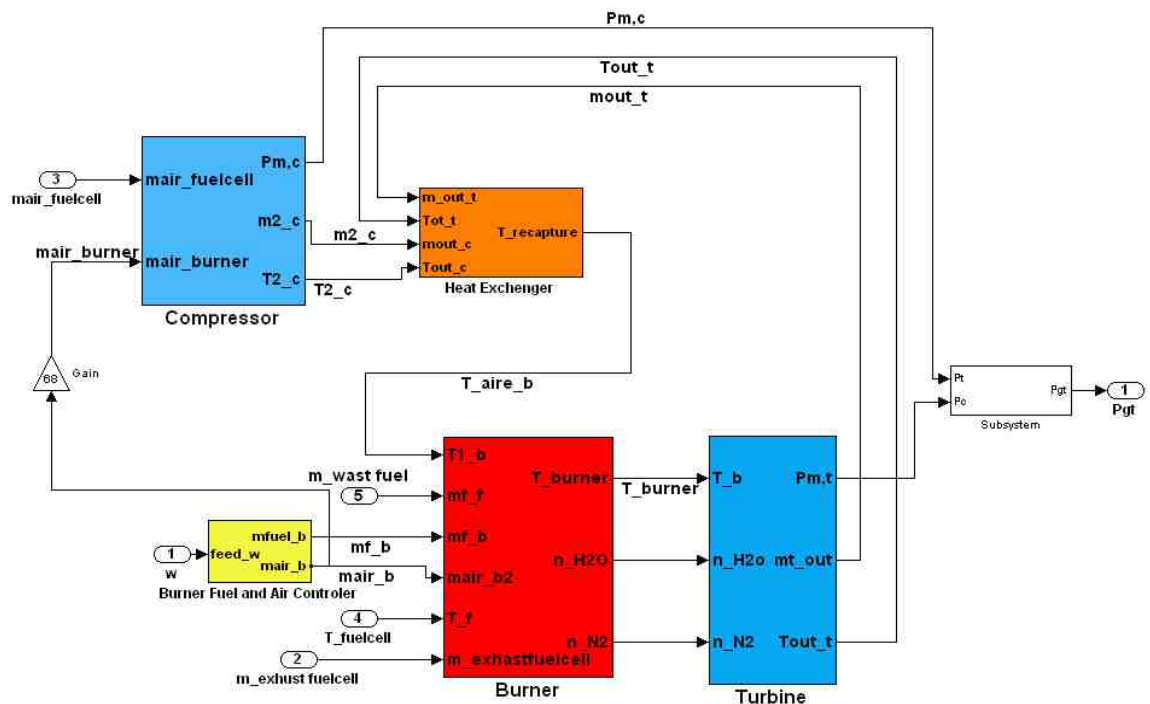 Pm,c
Tout_t
mout_t
3
mair_fuelcell
mair_fuelcell
Pm,c
mair_burner
mair_burner
m2_c
T2_c
Compressor
m2_c
T2_c
m_out_t
Tot_t
mout_c
Tout_c
T_recapture
Heat Exchenger
68
Gain
T_aire_b
Pt
Pc
Pgt
Subsystem
1
Pgt
m_wast fuel
5
1
w
feed_w
mfuel_b
mair_b
Burner Fuel and Air Controler
mf_b
mair_b
4
T_fuelcell
2
m_exhust fuelcell
T1_b
mf_f
mf_b
mair_b2
T_f
m_exhastfuelcell
T_burner
n_H2O
n_N2
Burner
T_burner
T_b
n_H2o
n_N2
Pm,t
mt_out
Tout_t
Turbine